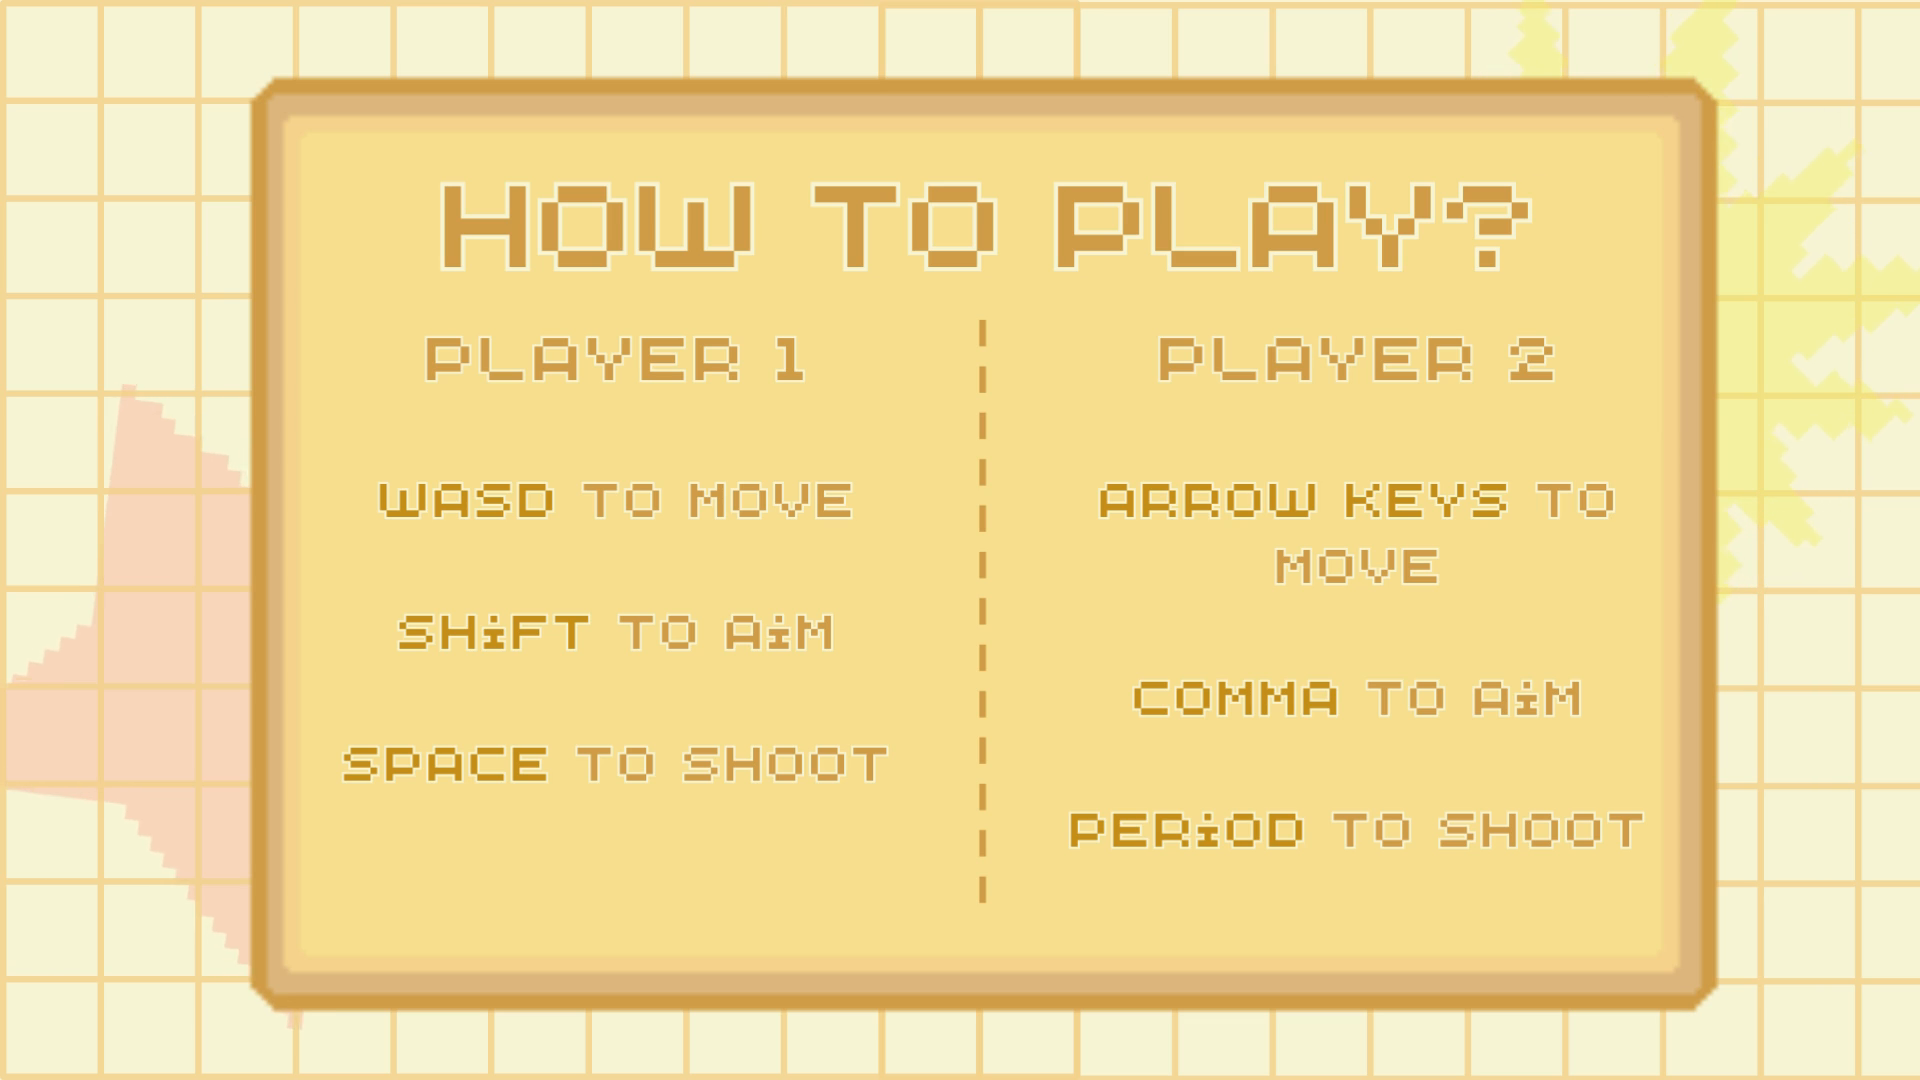 HOW TO PLAY?
PLAYER 1
WASD TO MOVE
SHiFT TO AiM
SPACE TO SHOOT
PLAYER 2
ARROW KEYS TO
MOVE
COMMA TO AiM
PERiOD TO SHOOT